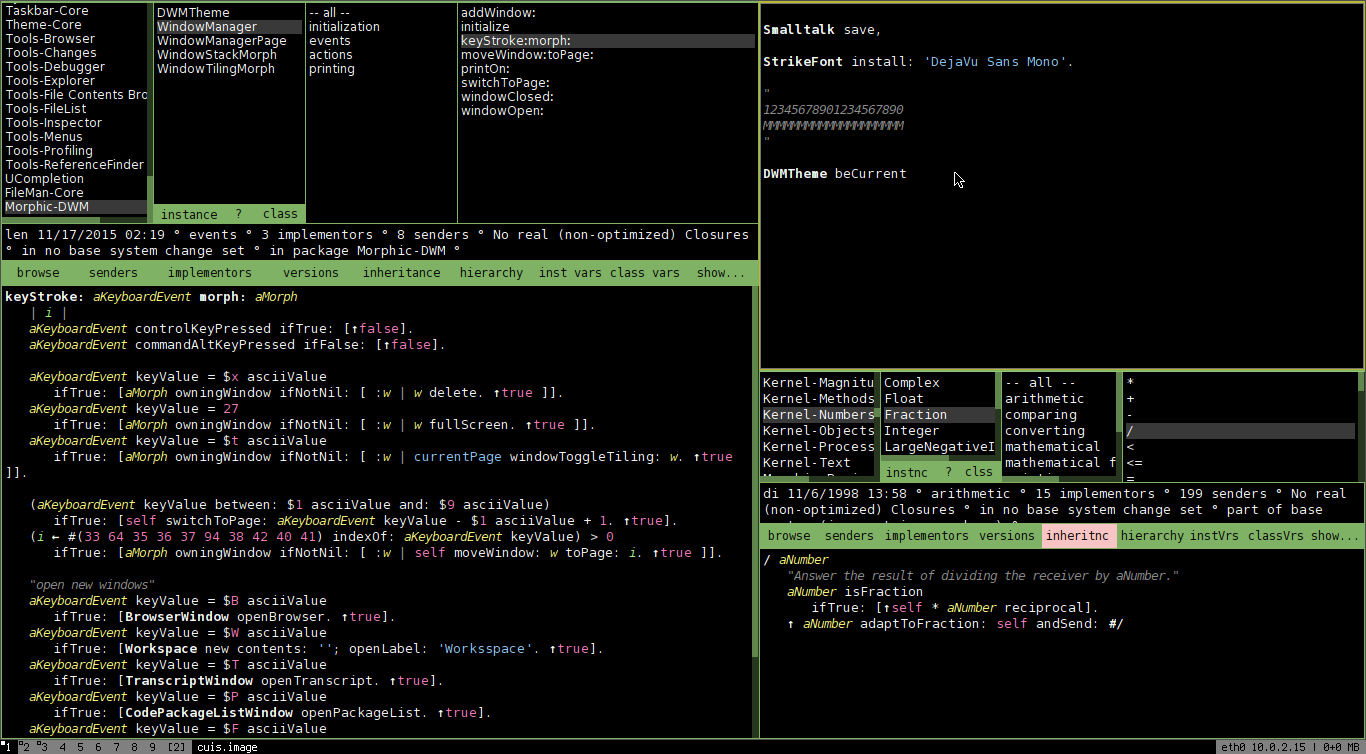 Taskbar-Core
Theme-Core
Tools-Browser
Tools-Changes
Tools-Debugger
Tools-Explorer
Tools-File Contents Bro
Tools-FileList
Tools-Inspector
Tools-Menus
Tools-Profiling
Tools-ReferenceFinder
UCompletion
FileMan-Core
Morphic-DWM
DWMTheme
WindowManager
WindowManagerPage
WindowStackMorph
WindowTilingMorph
instance ? class
-- all --
initialization
events
actions
printing
addWindow:
initialize
keyStroke:morph:
moveWindow:toPage:
printOn:
switchToPage:
windowClosed:
windowOpen:
len 11/17/2015 02:19 ° events ° 3 implementors ° 8 senders ° No real (non-optimized) Closures
° in no base system change set ° in package Morphic-DWM °
browse senders implementors versions inheritance hierarchy inst vars class vars show...
keyStroke: aKeyboardEvent morph: aMorph
| i |
aKeyboardEvent controlKeyPressed ifTrue: [↑false].
aKeyboardEvent commandAltKeyPressed ifFalse: [↑false].
aKeyboardEvent keyValue = $x asciiValue
ifTrue: [aMorph owningWindow ifNotNil: [ :w | w delete. ↑true ]].
aKeyboardEvent keyValue = 27
ifTrue: [aMorph owningWindow ifNotNil: [ :w | w fullScreen. ↑true ]].
aKeyboardEvent keyValue = $t asciiValue
ifTrue: [aMorph owningWindow ifNotNil: [ :w | currentPage windowToggleTiling: w. ↑true
]].
(aKeyboardEvent keyValue between: $1 asciiValue and: $9 asciiValue)
ifTrue: [self switchToPage: aKeyboardEvent keyValue - $1 asciiValue + 1. ↑true].
(i ← #(33 64 35 36 37 94 38 42 40 41) indexOf: aKeyboardEvent keyValue) > 0
ifTrue: [aMorph owningWindow ifNotNil: [ :w | self moveWindow: w toPage: i. ↑true ]].
"open new windows"
aKeyboardEvent keyValue = $B asciiValue
ifTrue: [BrowserWindow openBrowser. ↑true].
aKeyboardEvent keyValue = $W asciiValue
ifTrue: [Workspace new contents: ''; openLabel: 'Worksspace'. ↑true].
aKeyboardEvent keyValue = $T asciiValue
ifTrue: [TranscriptWindow openTranscript. ↑true].
aKeyboardEvent keyValue = $P asciiValue
ifTrue: [CodePackageListWindow openPackageList. ↑true].
aKeyboardEvent keyValue = $F asciiValue
Smalltalk save,
StrikeFont install: 'DejaVu Sans Mono'.
"
12345678901234567890
MMMMMMMMMMMMMMMMMMMM
"
DWMTheme beCurrent
Kernel-Magnitu
Kernel-Methods
Kernel-Numbers
Kernel-Objects
Kernel-Process
Kernel-Text
Complex
Float
Fraction
Integer
LargeNegativeI
instnc ? clss
-- all --
arithmetic
comparing
converting
mathematical
mathematical f
*
+
-
/
<
<=
=
di 11/6/1998 13:58 ° arithmetic ° 15 implementors ° 199 senders ° No real
(non-optimized) Closures ° in no base system change set ° part of base
browse senders implementors versions inheritnc hierarchy instVrs classVrs show...
/ aNumber
"Answer the result of dividing the receiver by aNumber."
aNumber isFraction
ifTrue: [↑self * aNumber reciprocal].
↑ aNumber adaptToFraction: self andSend: #/
1 2 3 4 5 6 7 8 9 [2] cuis.image
eth0 10.0.2.15 | 0+0 MB